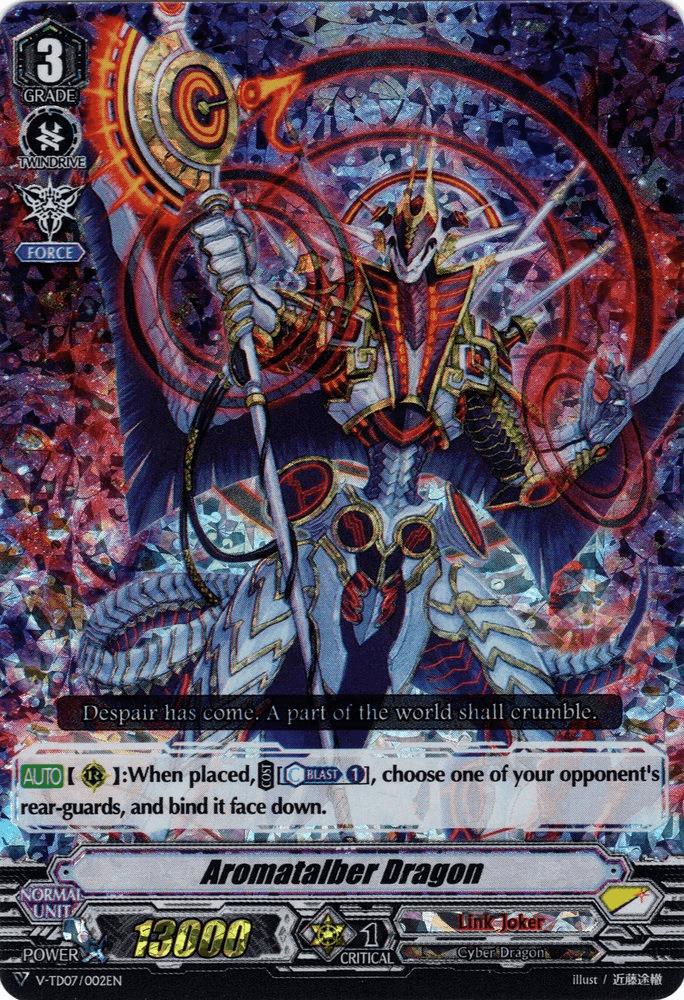 3
GRADE
TWINDRIVE
FORCE
Despair has come. A part of the world shall crumble.
AUTO【 R 】:When placed, COST [C BLAST 1], choose one of your opponent's
rear-guards, and bind it face down.
Aromatalber Dragon
NORMAL
UNIT
POWER 13000 1 CRITICAL
Link Joker
Cyber Dragon
V-TD07/002EN
illust / 近藤途轍